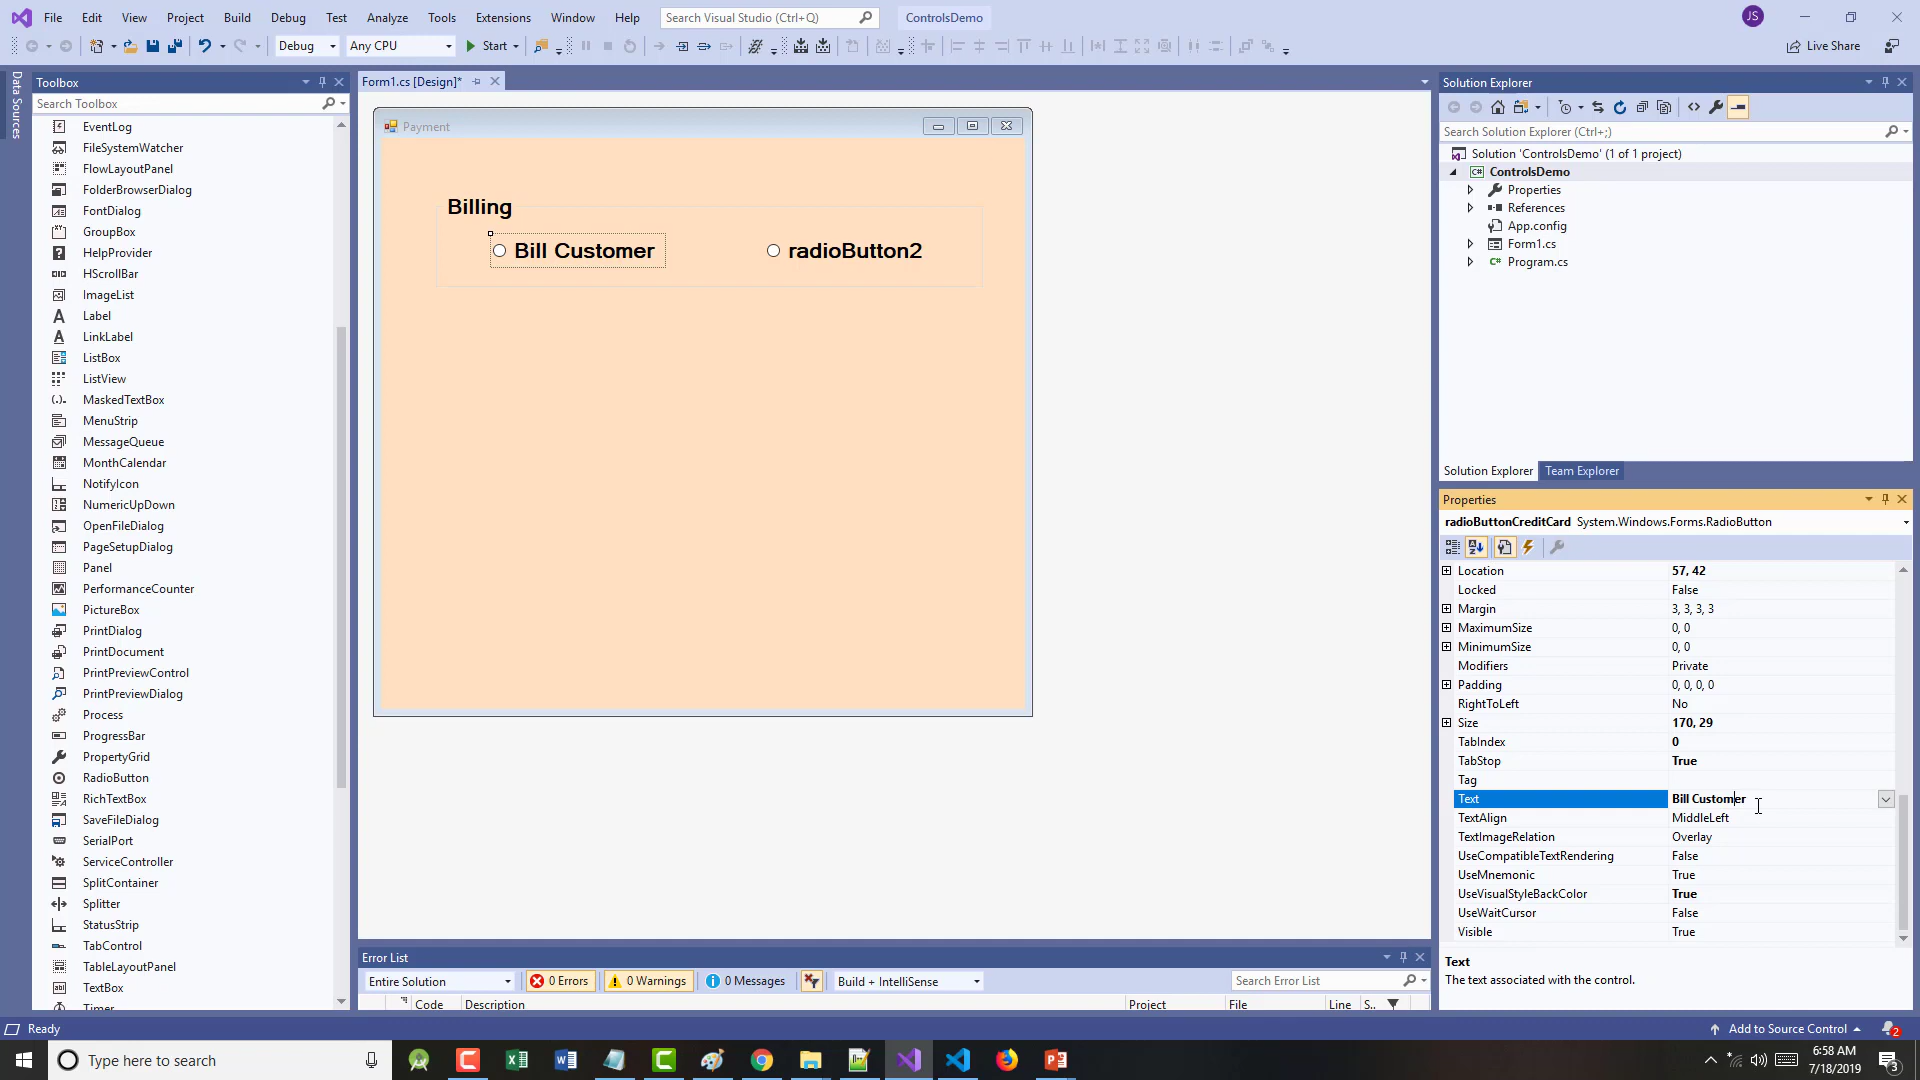 File Edit View Project Build Debug Test Analyze Tools Extensions Window Help Search Visual Studio (Ctrl+Q) ControlsDemo JS
Debug Any CPU Start Live Share
Data Sources
Toolbox
Search Toolbox
EventLog
FileSystemWatcher
FlowLayoutPanel
FolderBrowserDialog
FontDialog
GroupBox
HelpProvider
HScrollBar
ImageList
Label
LinkLabel
ListBox
ListView
MaskedTextBox
MenuStrip
MessageQueue
MonthCalendar
NotifyIcon
NumericUpDown
OpenFileDialog
PageSetupDialog
Panel
PerformanceCounter
PictureBox
PrintDialog
PrintDocument
PrintPreviewControl
PrintPreviewDialog
Process
ProgressBar
PropertyGrid
RadioButton
RichTextBox
SaveFileDialog
SerialPort
ServiceController
SplitContainer
Splitter
StatusStrip
TabControl
TableLayoutPanel
TextBox
Timer
Form1.cs [Design]*
Payment
Billing
Bill Customer radioButton2
Error List
Entire Solution 0 Errors 0 Warnings 0 Messages Build + IntelliSense Search Error List
Code Description Project File Line S..
Solution Explorer
Search Solution Explorer (Ctrl+;)
Solution 'ControlsDemo' (1 of 1 project)
ControlsDemo
Properties
References
App.config
Form1.cs
Program.cs
Solution Explorer Team Explorer
Properties
radioButtonCreditCard System.Windows.Forms.RadioButton
Location 57, 42
Locked False
Margin 3, 3, 3, 3
MaximumSize 0, 0
MinimumSize 0, 0
Modifiers Private
Padding 0, 0, 0, 0
RightToLeft No
Size 170, 29
TabIndex 0
TabStop True
Tag
Text Bill Customer
TextAlign MiddleLeft
TextImageRelation Overlay
UseCompatibleTextRendering False
UseMnemonic True
UseVisualStyleBackColor True
UseWaitCursor False
Visible True
Text
The text associated with the control.
Ready Add to Source Control 2
Type here to search 6:58 AM
7/18/2019 3